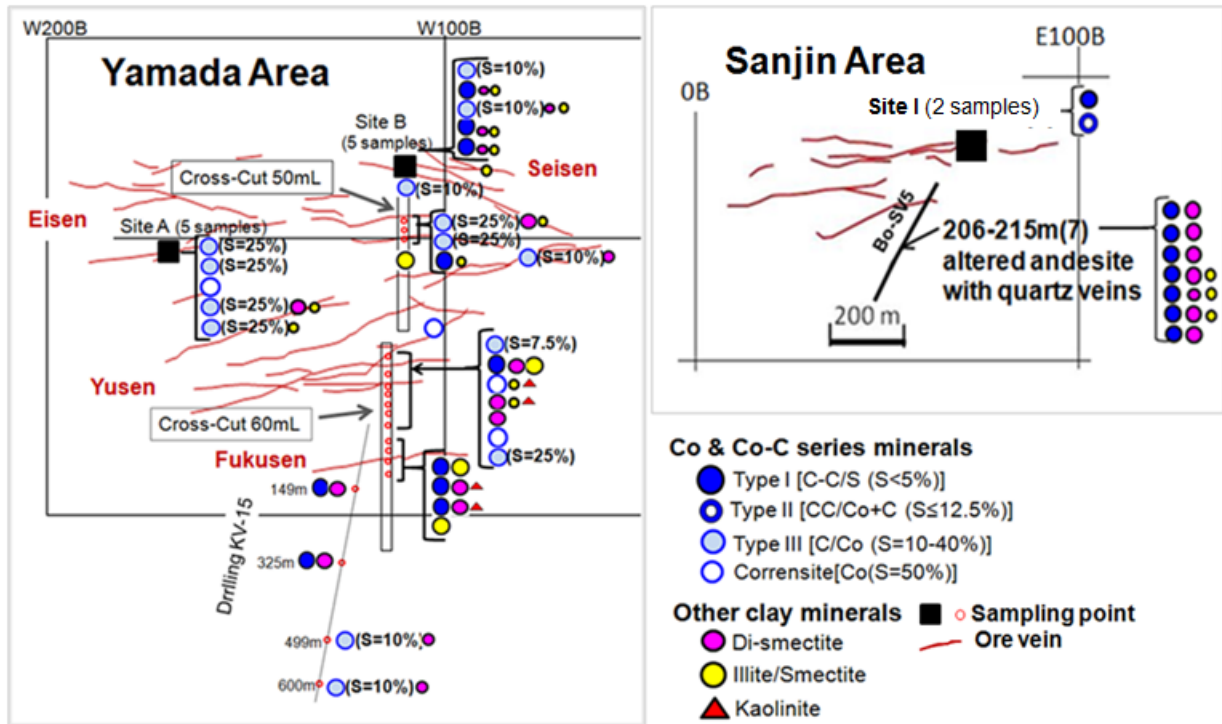 W200B
W100B
Yamada Area
(S=10%)
(S=10%)
Site B
(5 samples)
Seisen
Cross-Cut 50mL
(S=10%)
Eisen
Site A (5 samples)
(S=25%)
(S=25%)
(S=25%)
(S=25%)
(S=10%)
(S=25%)
(S=25%)
(S=7.5%)
Yusen
Cross-Cut 60mL
Fukusen
(S=25%)
149m
Drrlling KV-15
325m
499m
(S=10%)
600m
(S=10%)
Sanjin Area
E100B
0B
Site I (2 samples)
Bo-SV5
206-215m(7)
altered andesite
with quartz veins
200 m
Co & Co-C series minerals
Type I [C-C/S (S<5%)]
Type II [CC/Co+C (S≤12.5%)]
Type III [C/Co (S=10-40%)]
Corrensite[Co(S=50%)]
Other clay minerals
Sampling point
Di-smectite
Ore vein
Illite/Smectite
Kaolinite